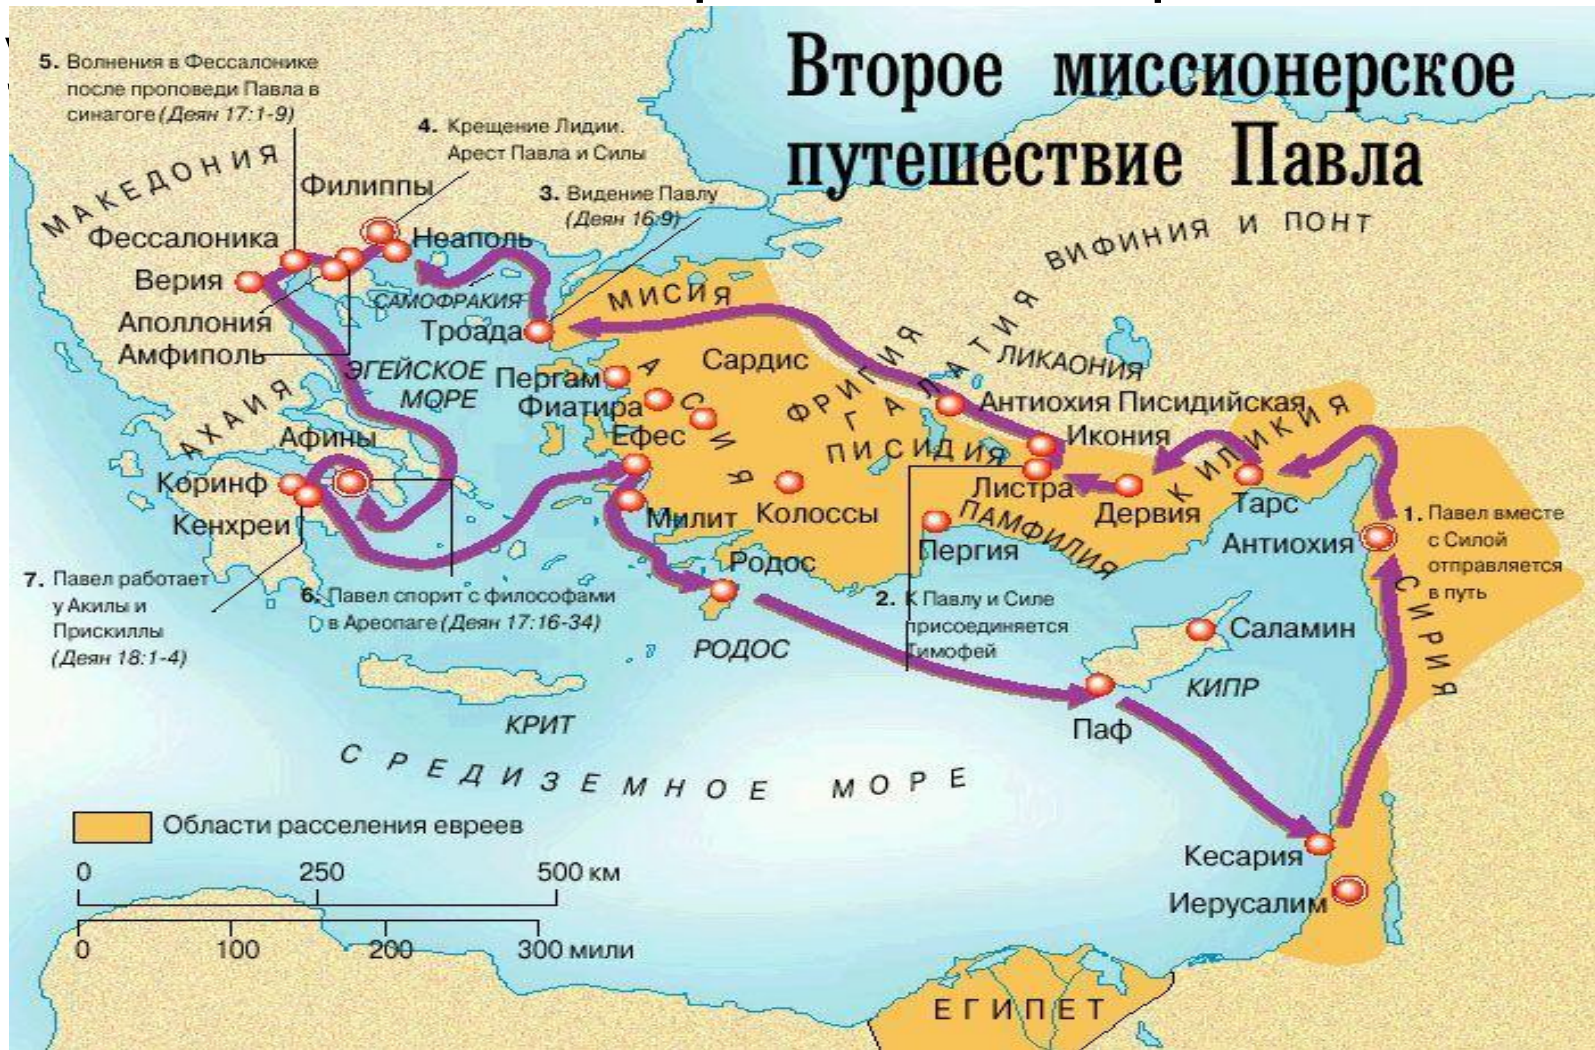 Второе миссионерское
путешествие Павла
5. Волнения в Фессалонике
после проповеди Павла в
синагоге (Деян 17:1-9)
4. Крещение Лидии.
Арест Павла и Силы
3. Видение Павлу
(Деян 16:9)
МАКЕДОНИЯ
Филиппы
Фессалоника
Неаполь
ВИФИНИЯ И ПОНТ
Верия
САМОФРАКИЯ
МИСИЯ
Аполлония
Троада
Амфиполь
ЭГЕЙСКОЕ
МОРЕ
Пергам
Сардис
ФРИГИЯ
ГАЛАТИЯ
ЛИКАОНИЯ
Фиатира
АСИЯ
Антиохия Писидийская
АХАИЯ
Афины
Ефес
ПИСИДИЯ
Икония
КИЛИКИЯ
Коринф
Листра
Тарс
Кенхреи
Милит
Колоссы
ПАМФИЛИЯ
Дервия
Пергия
Антиохия
1. Павел вместе
с Силой
отправляется
в путь
Родос
СИРИЯ
7. Павел работает
у Акилы и
Прискиллы
(Деян 18:1-4)
6. Павел спорит с философами
в Ареопаге (Деян 17:16-34)
2. К Павлу и Силе
присоединяется
Тимофей
РОДОС
Саламин
КИПР
КРИТ
Паф
СРЕДИЗЕМНОЕ МОРЕ
Области расселения евреев
0 250 500 км
0 100 200 300 мили
Кесария
Иерусалим
ЕГИПЕТ